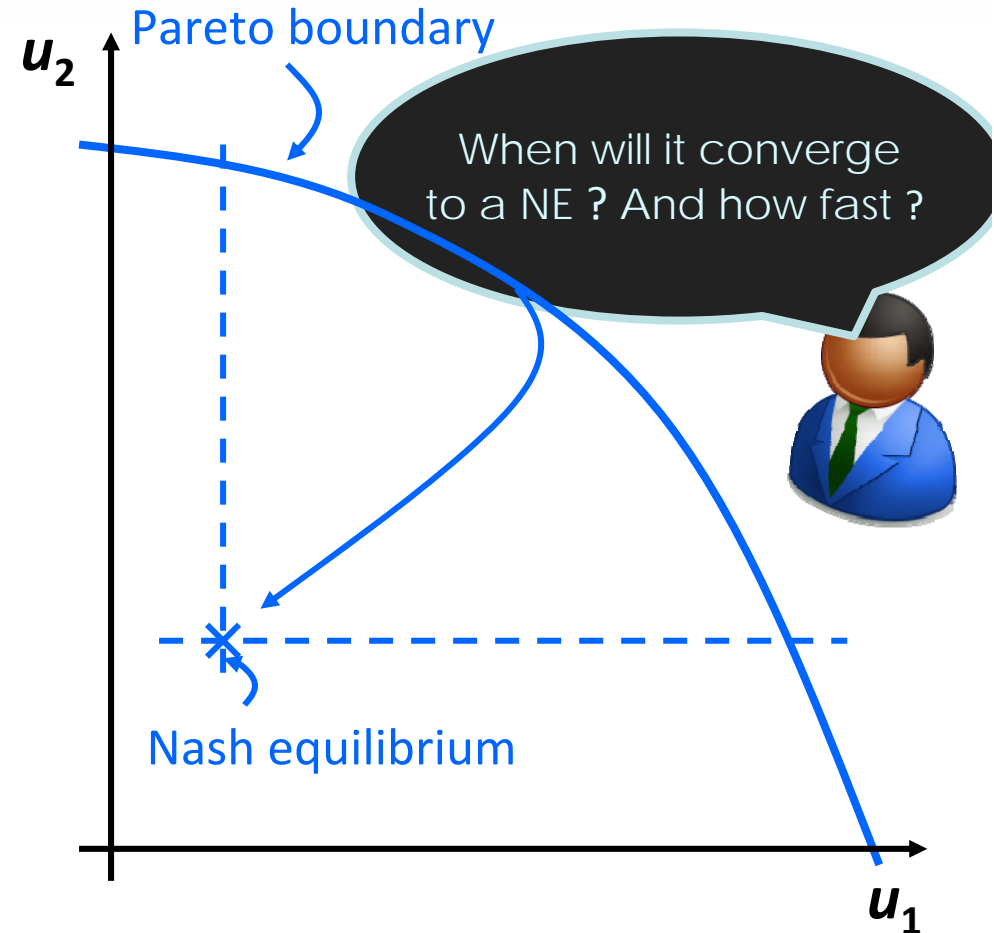 Pareto boundary
u2
When will it converge
to a NE ? And how fast ?
Nash equilibrium
u1